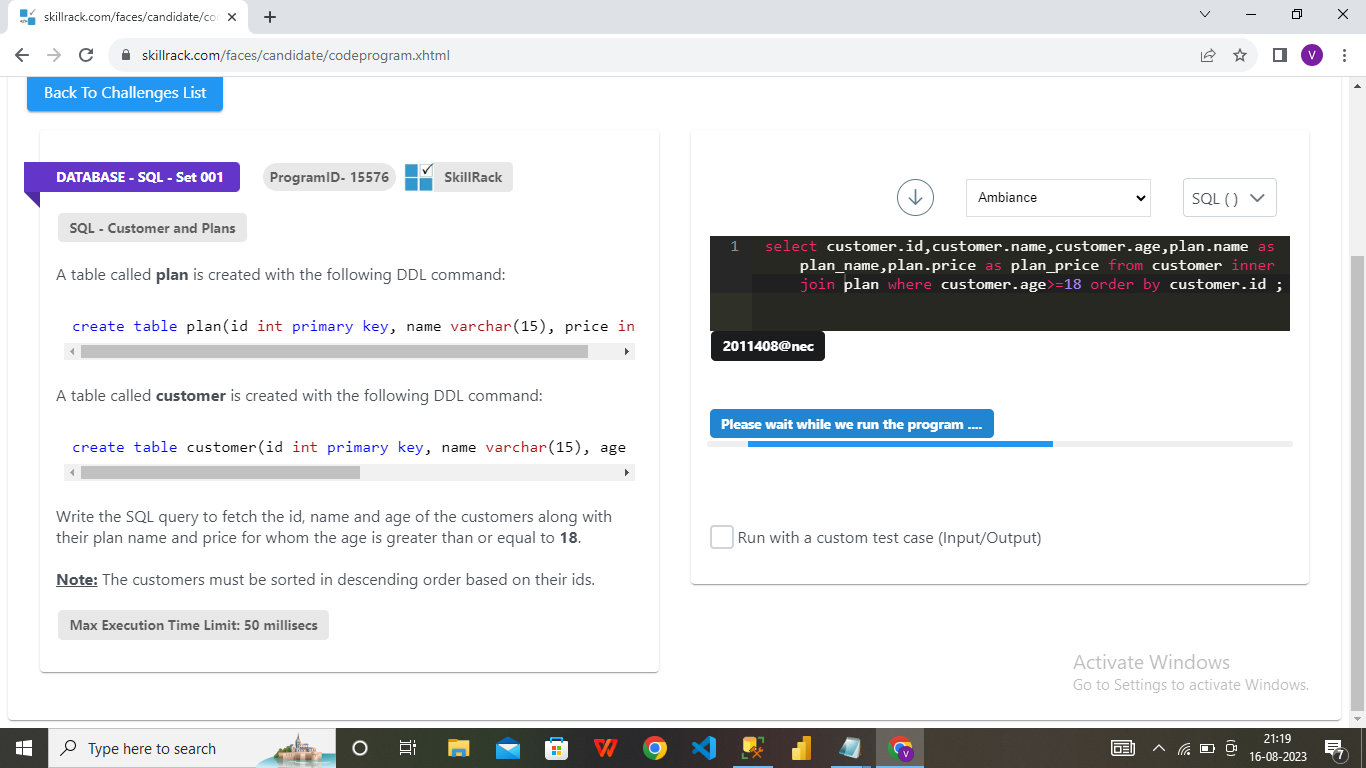 skillrack.com/faces/candidate/co
skillrack.com/faces/candidate/codeprogram.xhtml
V
Back To Challenges List
DATABASE - SQL - Set 001
ProgramID- 15576
SkillRack
SQL - Customer and Plans
A table called plan is created with the following DDL command:
create table plan(id int primary key, name varchar(15), price in
A table called customer is created with the following DDL command:
create table customer(id int primary key, name varchar(15), age
Write the SQL query to fetch the id, name and age of the customers along with
their plan name and price for whom the age is greater than or equal to 18.
Note: The customers must be sorted in descending order based on their ids.
Max Execution Time Limit: 50 millisecs
Ambiance
SQL ( )
1 select customer.id,customer.name,customer.age,plan.name as
plan_name,plan.price as plan_price from customer inner
join plan where customer.age>=18 order by customer.id ;
2011408@nec
Please wait while we run the program ....
Run with a custom test case (Input/Output)
Activate Windows
Go to Settings to activate Windows.
Type here to search
V
21:19
16-08-2023
7